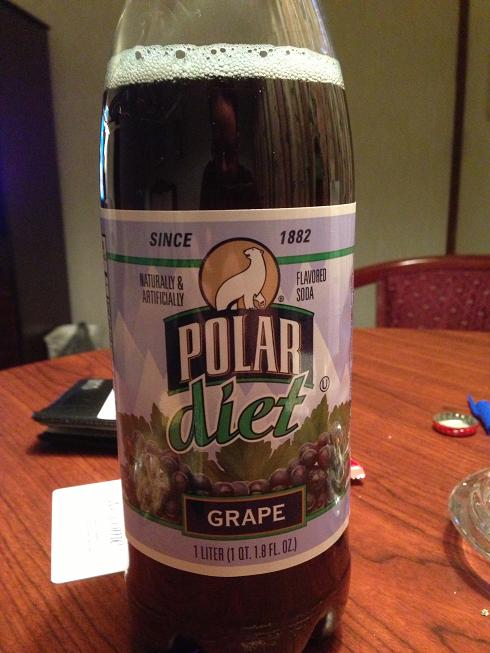 SINCE 1882
NATURALLY & ARTIFICIALLY
FLAVORED SODA
®
POLAR
diet
U
GRAPE
1 LITER (1 QT. 1.8 FL. OZ.)